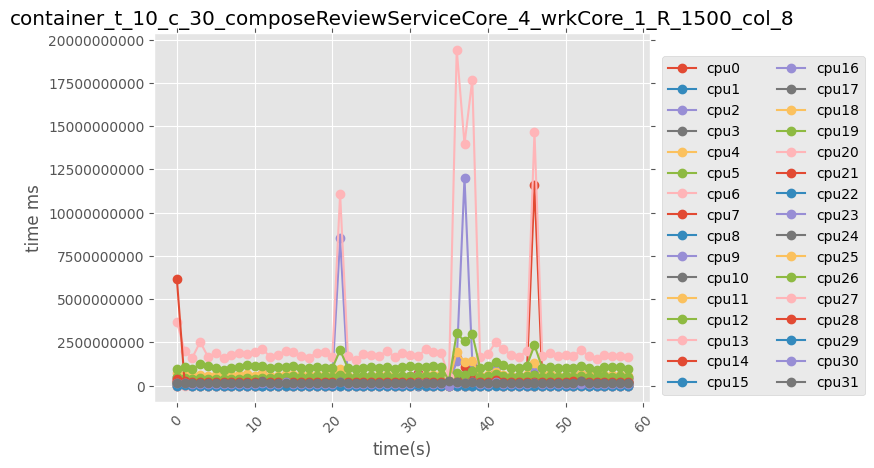 container_t_10_c_30_composeReviewServiceCore_4_wrkCore_1_R_1500_col_8
20000000000
17500000000
15000000000
12500000000
10000000000
7500000000
5000000000
2500000000
0
time ms
0
10
20
30
40
50
60
time(s)
cpu0
cpu1
cpu2
cpu3
cpu4
cpu5
cpu6
cpu7
cpu8
cpu9
cpu10
cpu11
cpu12
cpu13
cpu14
cpu15
cpu16
cpu17
cpu18
cpu19
cpu20
cpu21
cpu22
cpu23
cpu24
cpu25
cpu26
cpu27
cpu28
cpu29
cpu30
cpu31